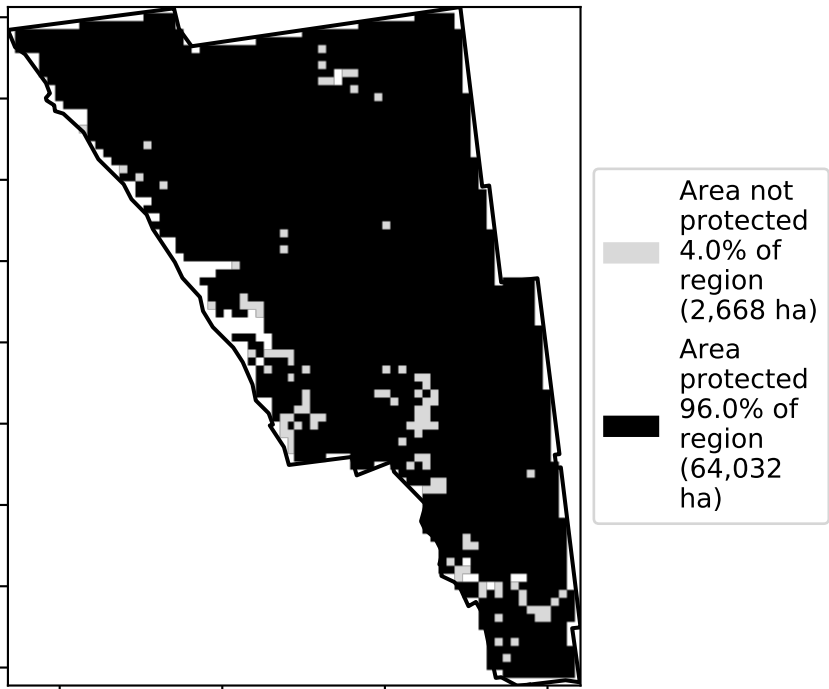 Area not
protected
4.0% of
region
(2,668 ha)
Area
protected
96.0% of
region
(64,032
ha)